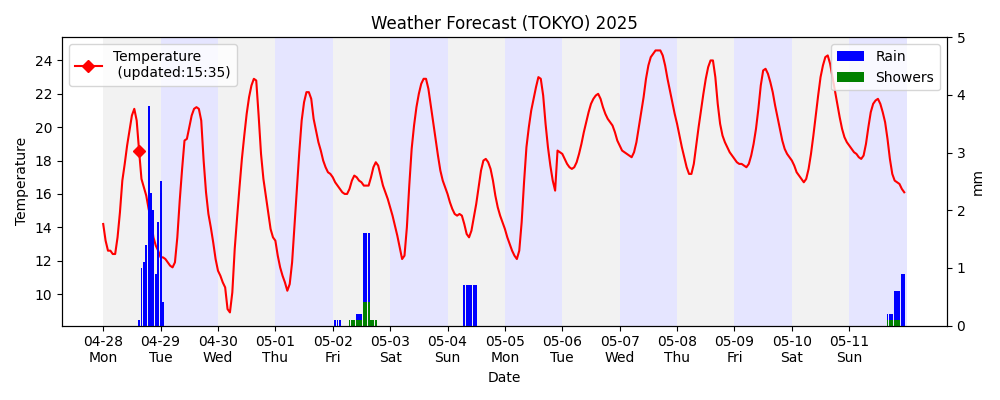 Weather Forecast (TOKYO) 2025
Temperature
(updated:15:35)
Rain
Showers
Temperature
24
22
20
18
16
14
12
10
5
4
3
2
1
0
mm
04-28 04-29 04-30 05-01 05-02 05-03 05-04 05-05 05-06 05-07 05-08 05-09 05-10 05-11
Mon Tue Wed Thu Fri Sat Sun Mon Tue Wed Thu Fri Sat Sun
Date